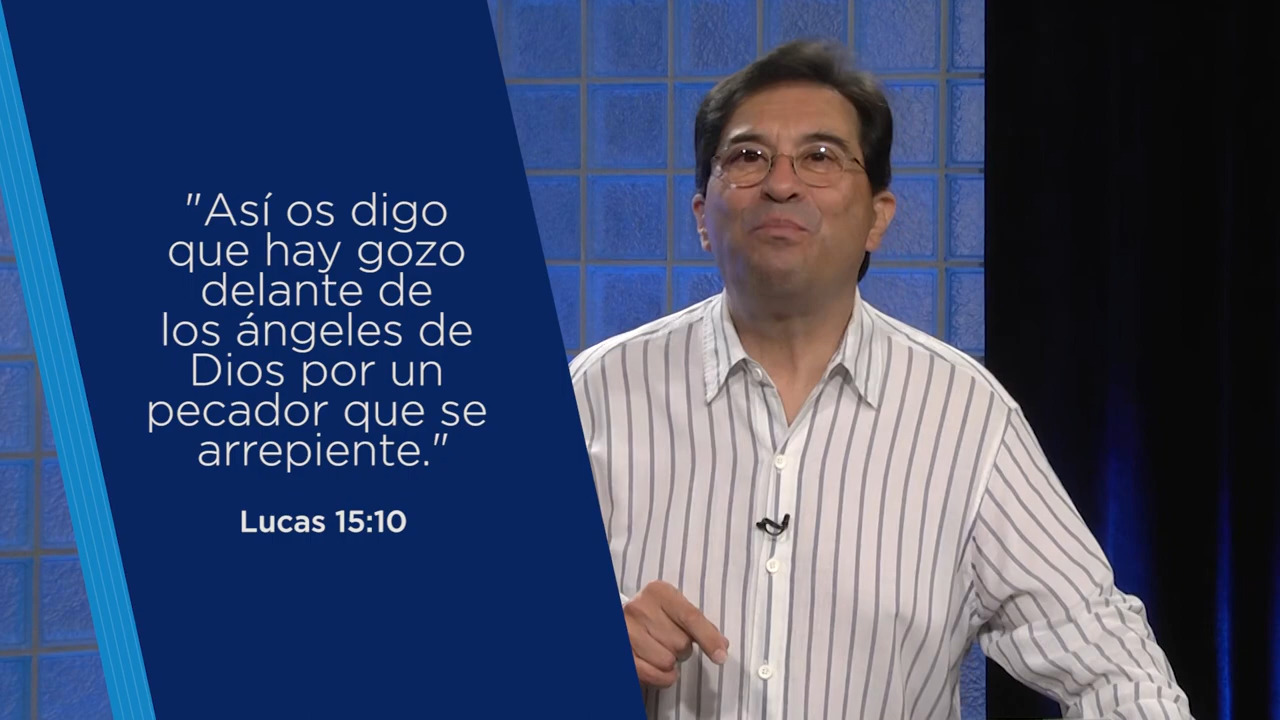 "Así os digo
que hay gozo
delante de
los ángeles de
Dios por un
pecador que se
arrepiente."
Lucas 15:10